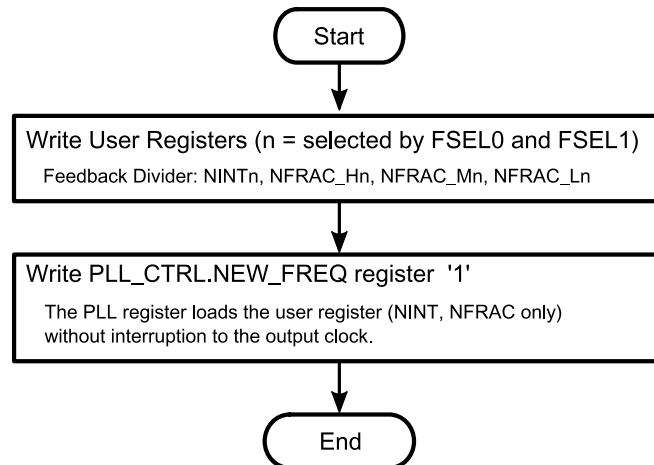 Start
Write User Registers (n = selected by FSEL0 and FSEL1)
Feedback Divider: NINTn, NFRAC_Hn, NFRAC_Mn, NFRAC_Ln
Write PLL_CTRL.NEW_FREQ register '1'
The PLL register loads the user register (NINT, NFRAC only)
without interruption to the output clock.
End